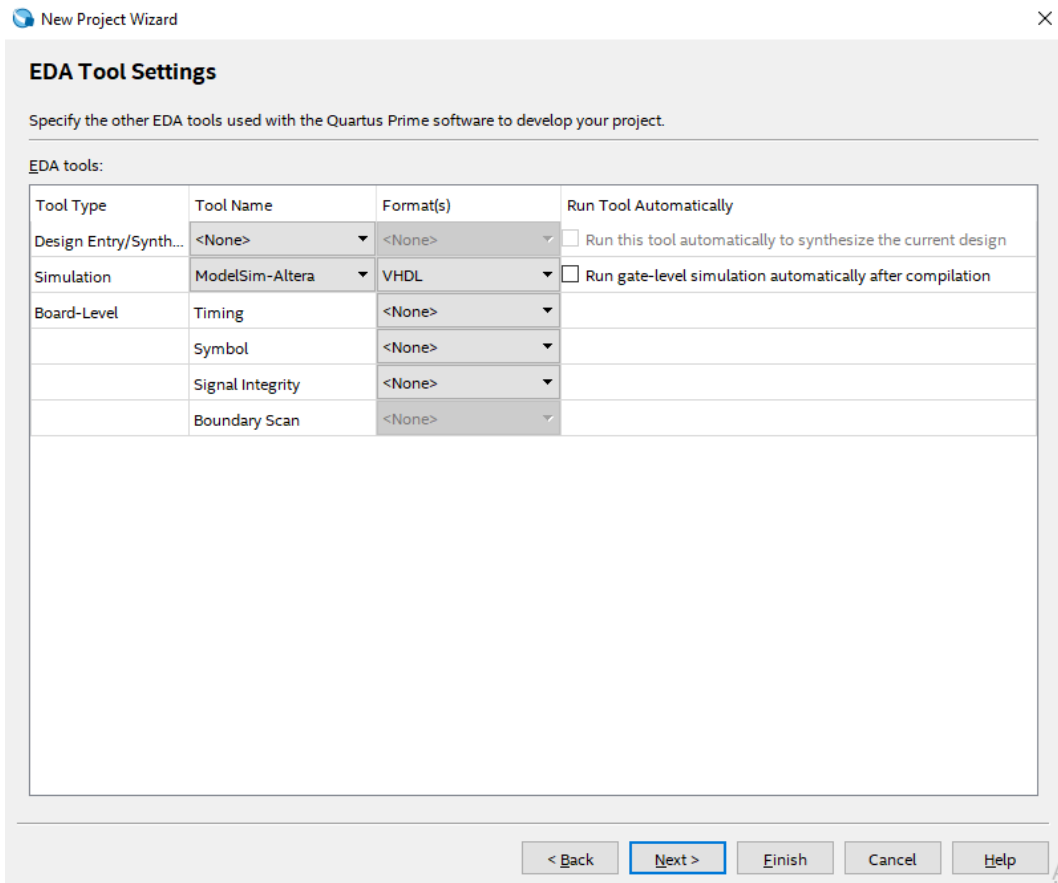 New Project Wizard
EDA Tool Settings
Specify the other EDA tools used with the Quartus Prime software to develop your project.
EDA tools:
Tool Type Tool Name Format(s) Run Tool Automatically
Design Entry/Synth... <None> <None> Run this tool automatically to synthesize the current design
Simulation ModelSim-Altera VHDL Run gate-level simulation automatically after compilation
Board-Level Timing <None>
Symbol <None>
Signal Integrity <None>
Boundary Scan <None>
< Back Next > Finish Cancel Help